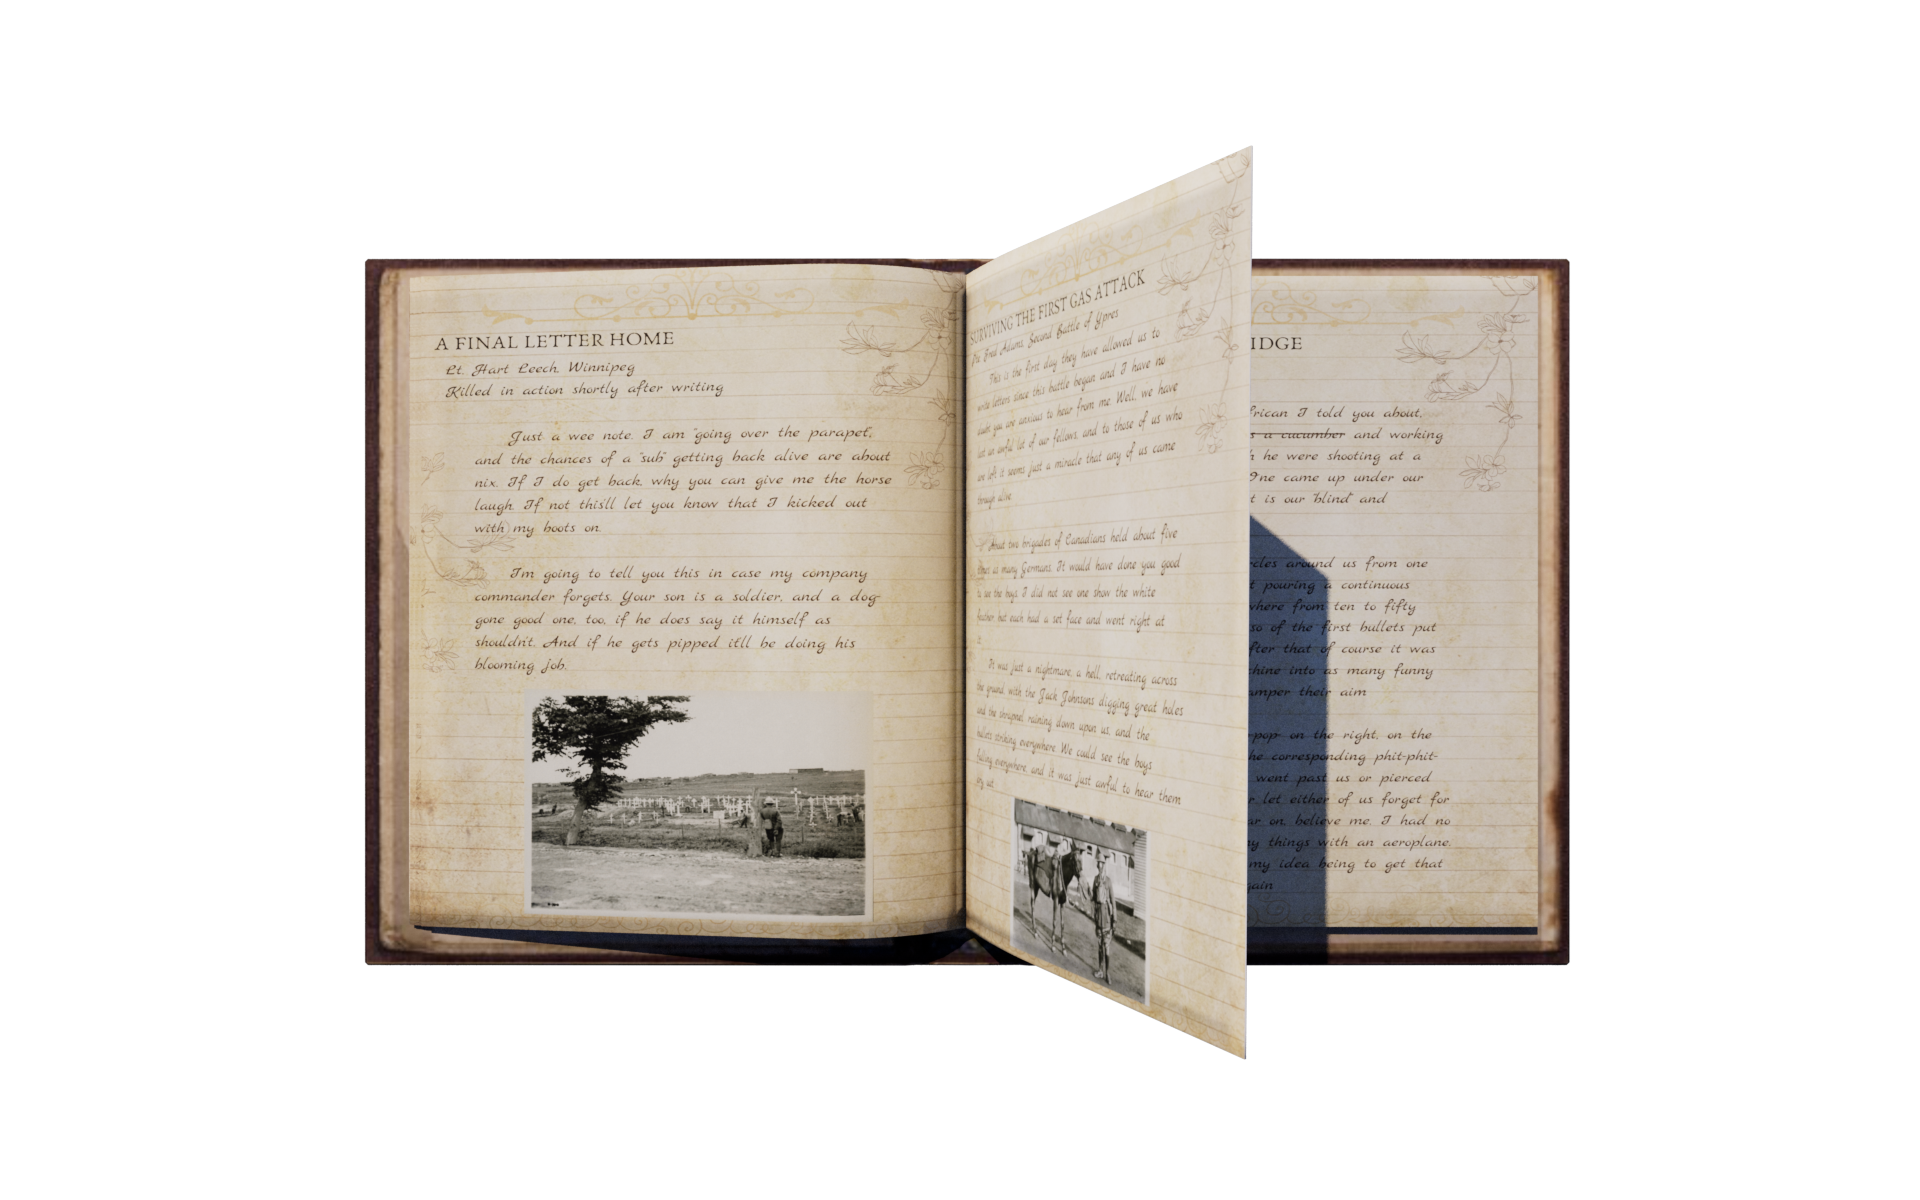 A FINAL LETTER HOME
Lt. Hart Leech, Winnipeg
Killed in action shortly after writing
Just a wee note. I am "going over the parapet",
and the chances of a "sub" getting back alive are about
nix. If I do get back, why you can give me the horse
laugh. If not this'll let you know that I kicked out
with my boots on.
I'm going to tell you this in case my company
commander forgets. Your son is a soldier, and a dog-
gone good one, too, if he does say it himself as
shouldn't. And if he gets pipped it'll be doing his
blooming job.
SURVIVING THE FIRST GAS ATTACK
Fred Adams, Second Battle of Ypres
This is the first day they have allowed us to
write letters since this battle began and I have no
doubt you are anxious to hear from me. Well, we have
lost an awful lot of our fellows, and to those of us who
are left it seems just a miracle that any of us came
through alive.
About two brigades of Canadians held about five
times as many Germans. It would have done you good
to see the boys. I did not see one show the white
feather, but each had a set face and went right at
it.
It was just a nightmare, a hell, retreating across
the ground with the Jack Johnsons digging great holes
and the shrapnel raining down upon us, and the
bullets striking everywhere. We could see the boys
falling everywhere and it was just awful to hear them
cry out.
IDGE
frican I told you about,
s a cucumber and working
h he were shooting at a
One came up under our
t is our "blind" and
rcles around us from one
t pouring a continuous
where from ten to fifty
so of the first bullets put
fter that of course it was
chine into as many funny
amper their aim
-pop- on the right, on the
he corresponding phit-phit-
went past us or pierced
r let either of us forget for
ar on, believe me, I had no
ny things with an aeroplane,
my idea being to get that
gain